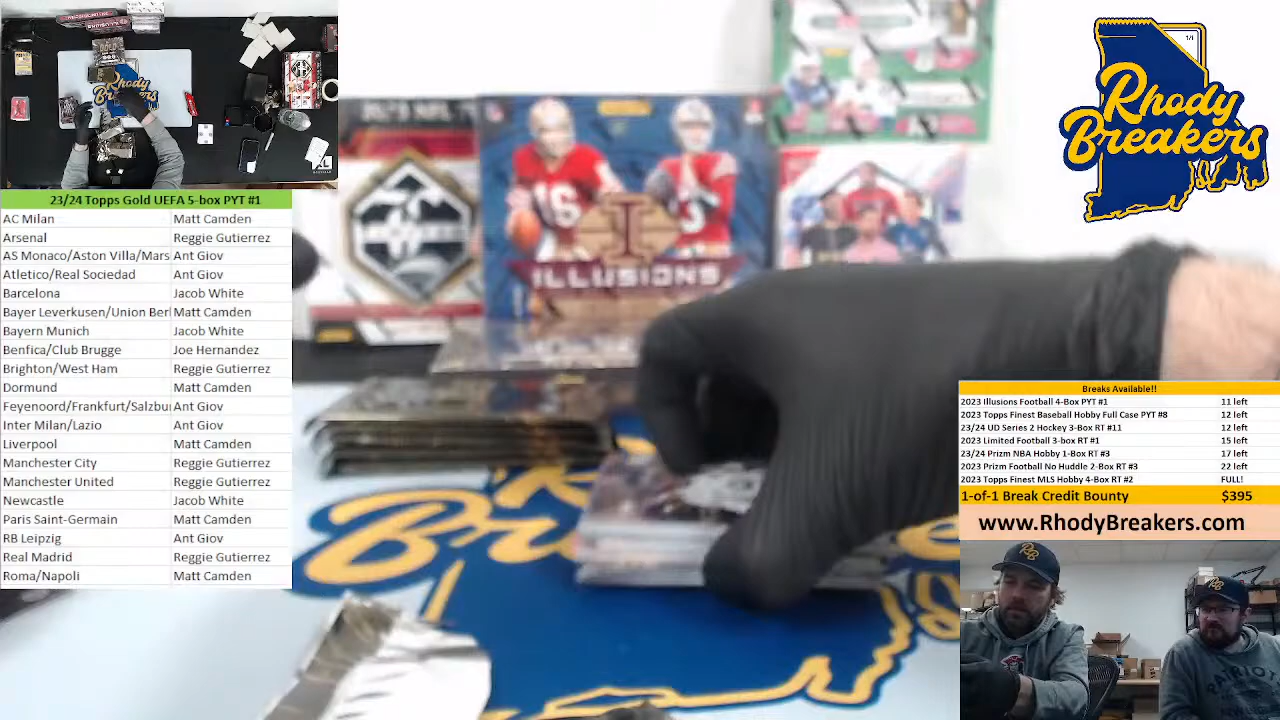 23/24 Topps Gold UEFA 5-box PYT #1
AC Milan Matt Camden
Arsenal Reggie Gutierrez
AS Monaco/Aston Villa/Mars Ant Giov
Atletico/Real Sociedad Ant Giov
Barcelona Jacob White
Bayer Leverkusen/Union Berl Matt Camden
Bayern Munich Jacob White
Benfica/Club Brugge Joe Hernandez
Brighton/West Ham Reggie Gutierrez
Dormund Matt Camden
Feyenoord/Frankfurt/Salzbu Ant Giov
Inter Milan/Lazio Ant Giov
Liverpool Matt Camden
Manchester City Reggie Gutierrez
Manchester United Reggie Gutierrez
Newcastle Jacob White
Paris Saint-Germain Matt Camden
RB Leipzig Ant Giov
Real Madrid Reggie Gutierrez
Roma/Napoli Matt Camden
16
ILLUSIONS
1/1
Rhody
Breakers
Breaks Available!!
2023 Illusions Football 4-Box PYT #1 11 left
2023 Topps Finest Baseball Hobby Full Case PYT #8 12 left
23/24 UD Series 2 Hockey 3-Box RT #11 12 left
2023 Limited Football 3-box RT #1 15 left
23/24 Prizm NBA Hobby 1-Box RT #3 17 left
2023 Prizm Football No Huddle 2-Box RT #3 22 left
2023 Topps Finest MLS Hobby 4-Box RT #2 FULL!
1-of-1 Break Credit Bounty $395
www.RhodyBreakers.com
RB